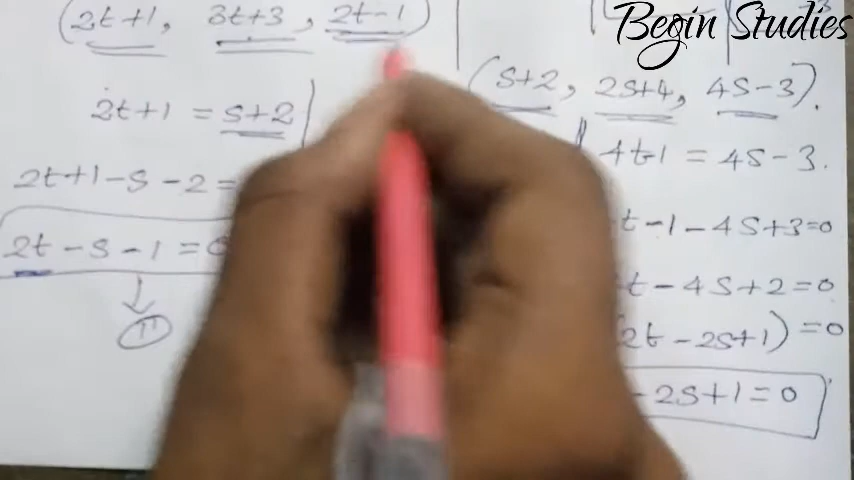 Begin Studies
(2t+1, 3t+3, 2t-1)
(s+2, 2s+4, 4s-3).
2t+1 = s+2
4t-1 = 4s-3.
2t+1-s-2=
t-1-4s+3=0
2t-s-1=0
t-4s+2=0
2t-2s+1)=0
-2s+1=0